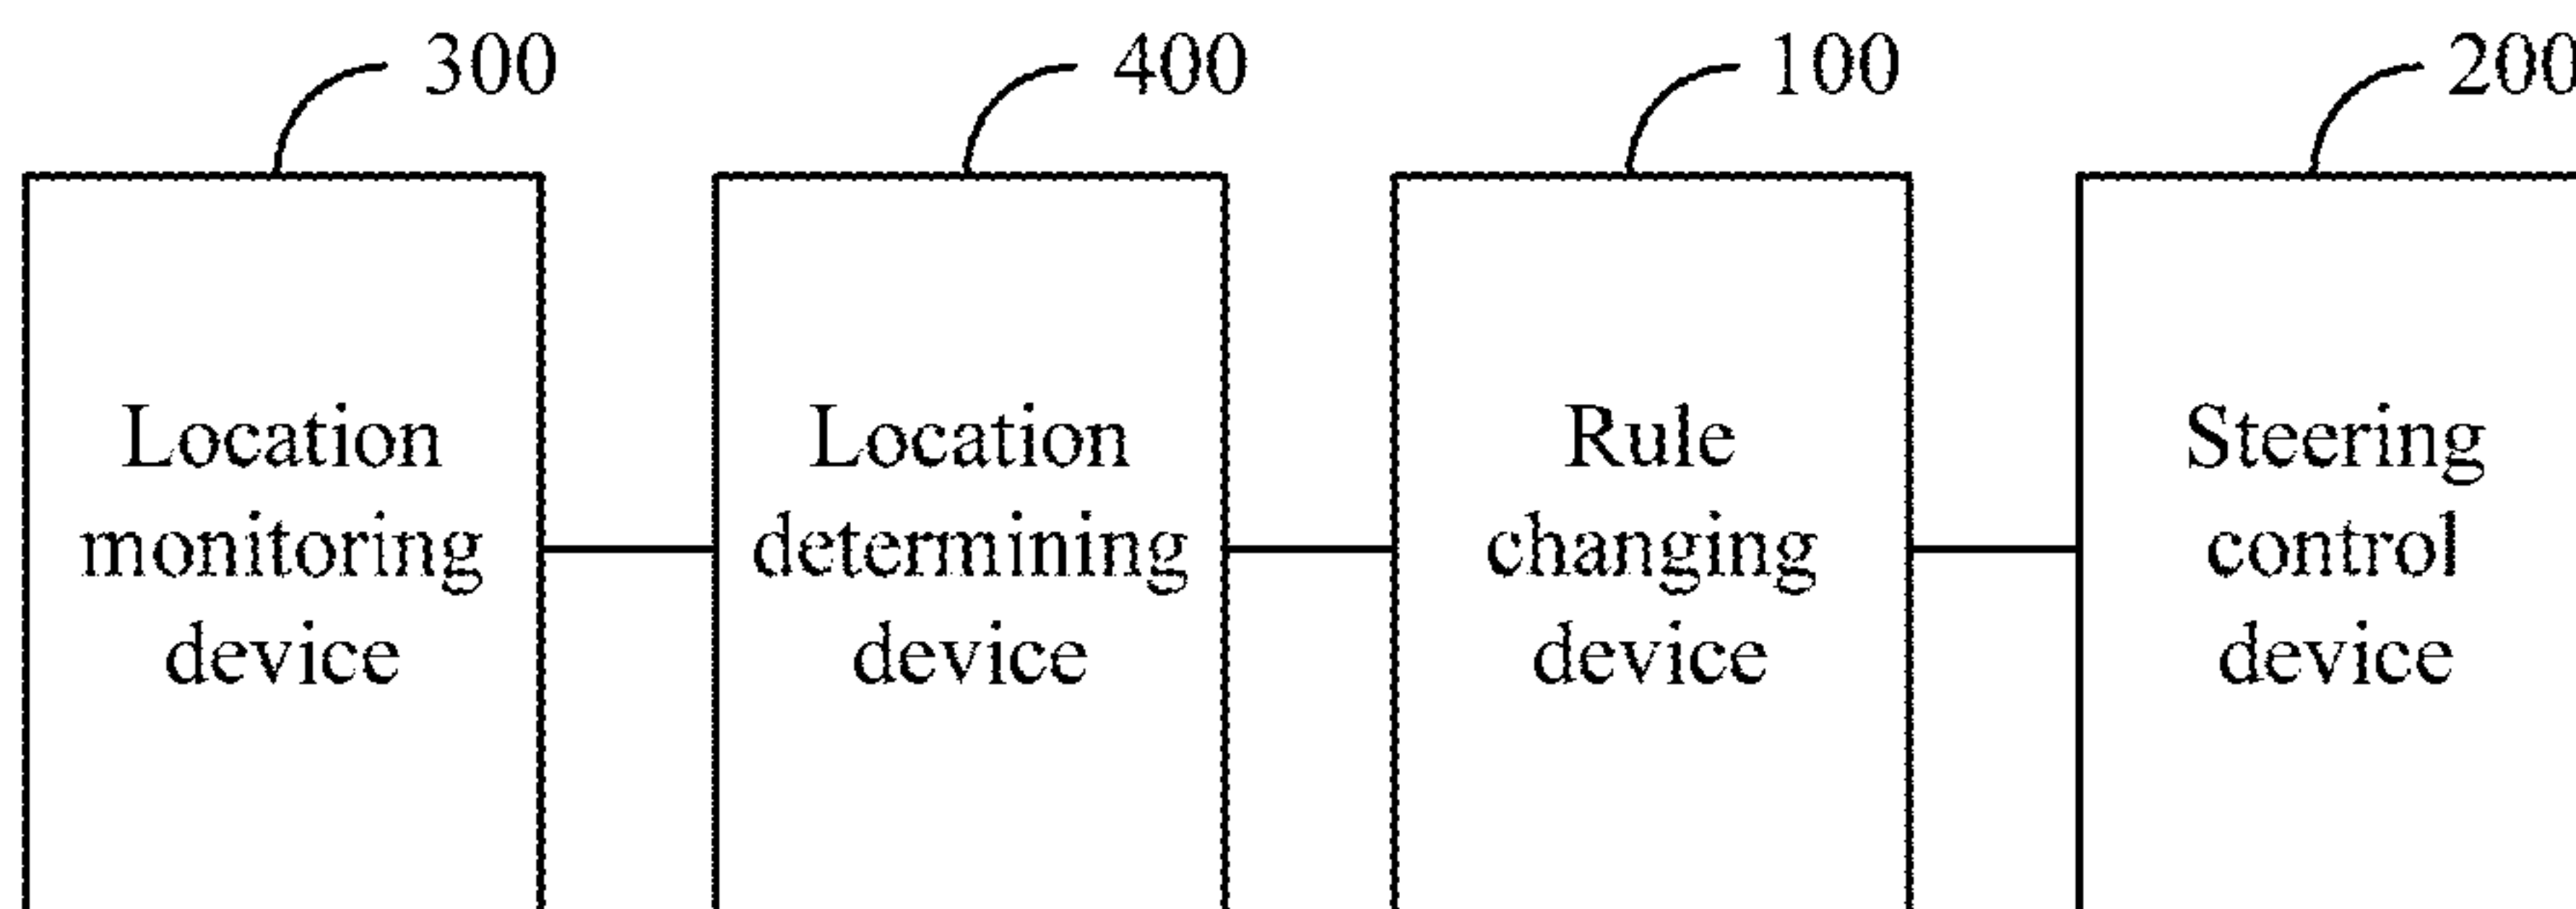 300
400
100
200
Location
monitoring
device
Location
determining
device
Rule
changing
device
Steering
control
device